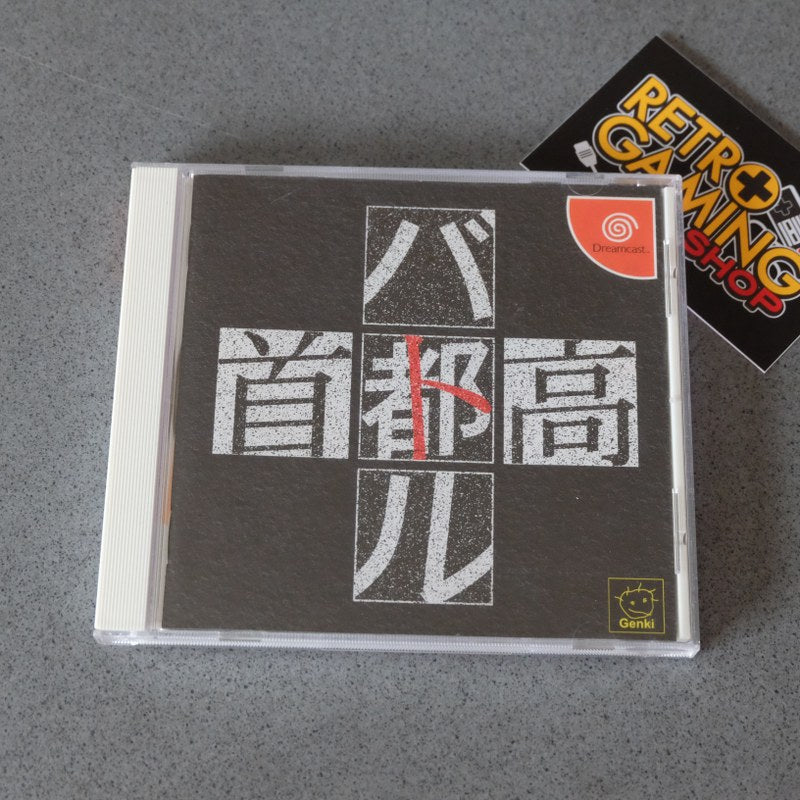 バ
首都高
ト
ル
Dreamcast
Genki
RETRO
GAMING
SHOP